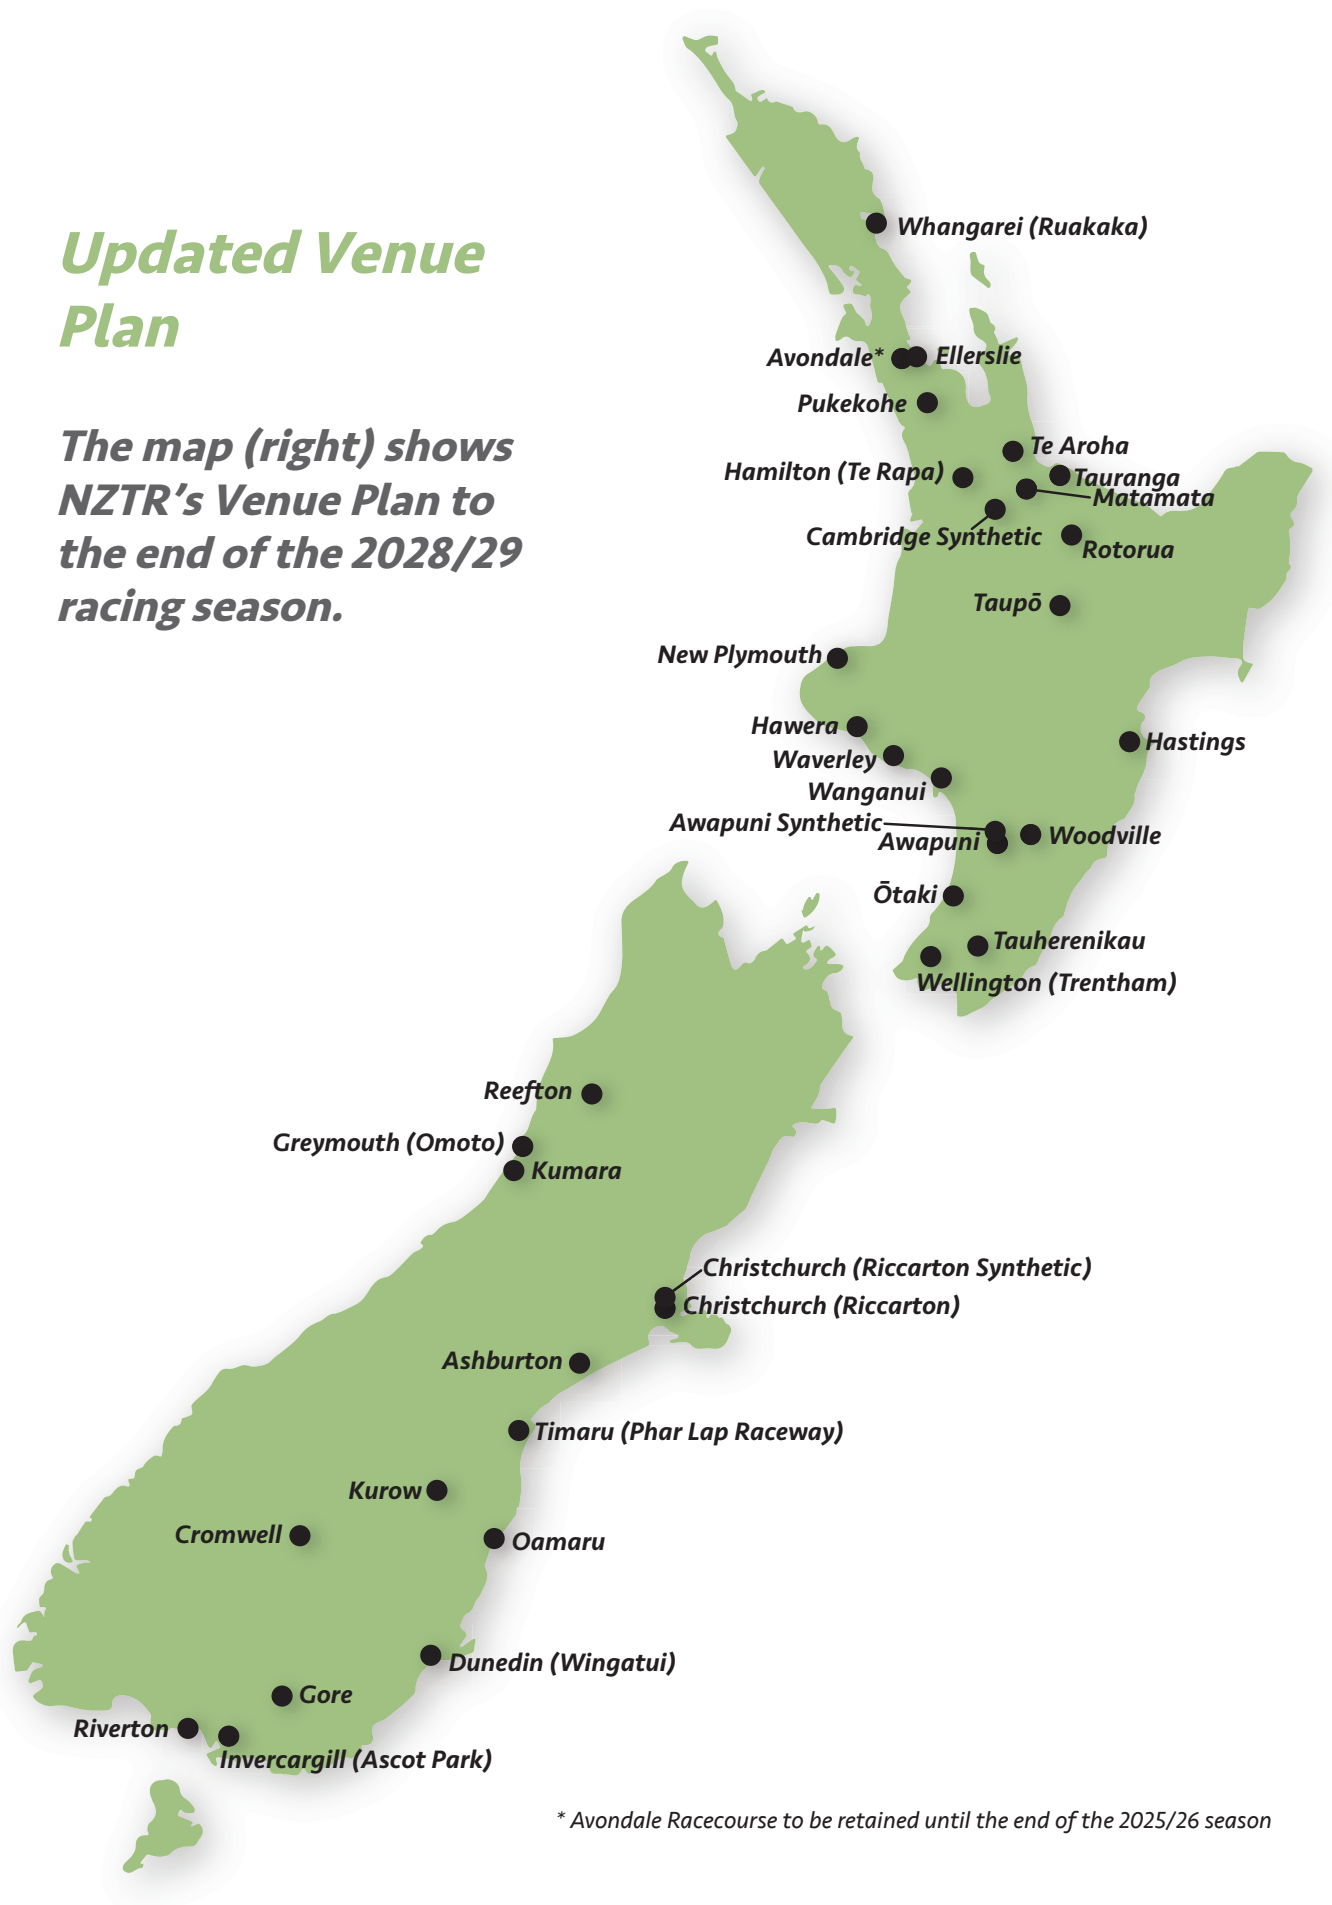 Updated Venue
Plan
The map (right) shows
NZTR’s Venue Plan to
the end of the 2028/29
racing season.
Whangarei (Ruakaka)
Avondale*
Ellerslie
Pukekohe
Te Aroha
Hamilton (Te Rapa)
Tauranga
Matamata
Cambridge Synthetic
Rotorua
Taupō
New Plymouth
Hawera
Hastings
Waverley
Wanganui
Awapuni Synthetic
Awapuni
Woodville
Ōtaki
Tauherenikau
Wellington (Trentham)
Reefton
Greymouth (Omoto)
Kumara
Christchurch (Riccarton Synthetic)
Christchurch (Riccarton)
Ashburton
Timaru (Phar Lap Raceway)
Kurow
Cromwell
Oamaru
Dunedin (Wingatui)
Gore
Riverton
Invercargill (Ascot Park)
* Avondale Racecourse to be retained until the end of the 2025/26 season